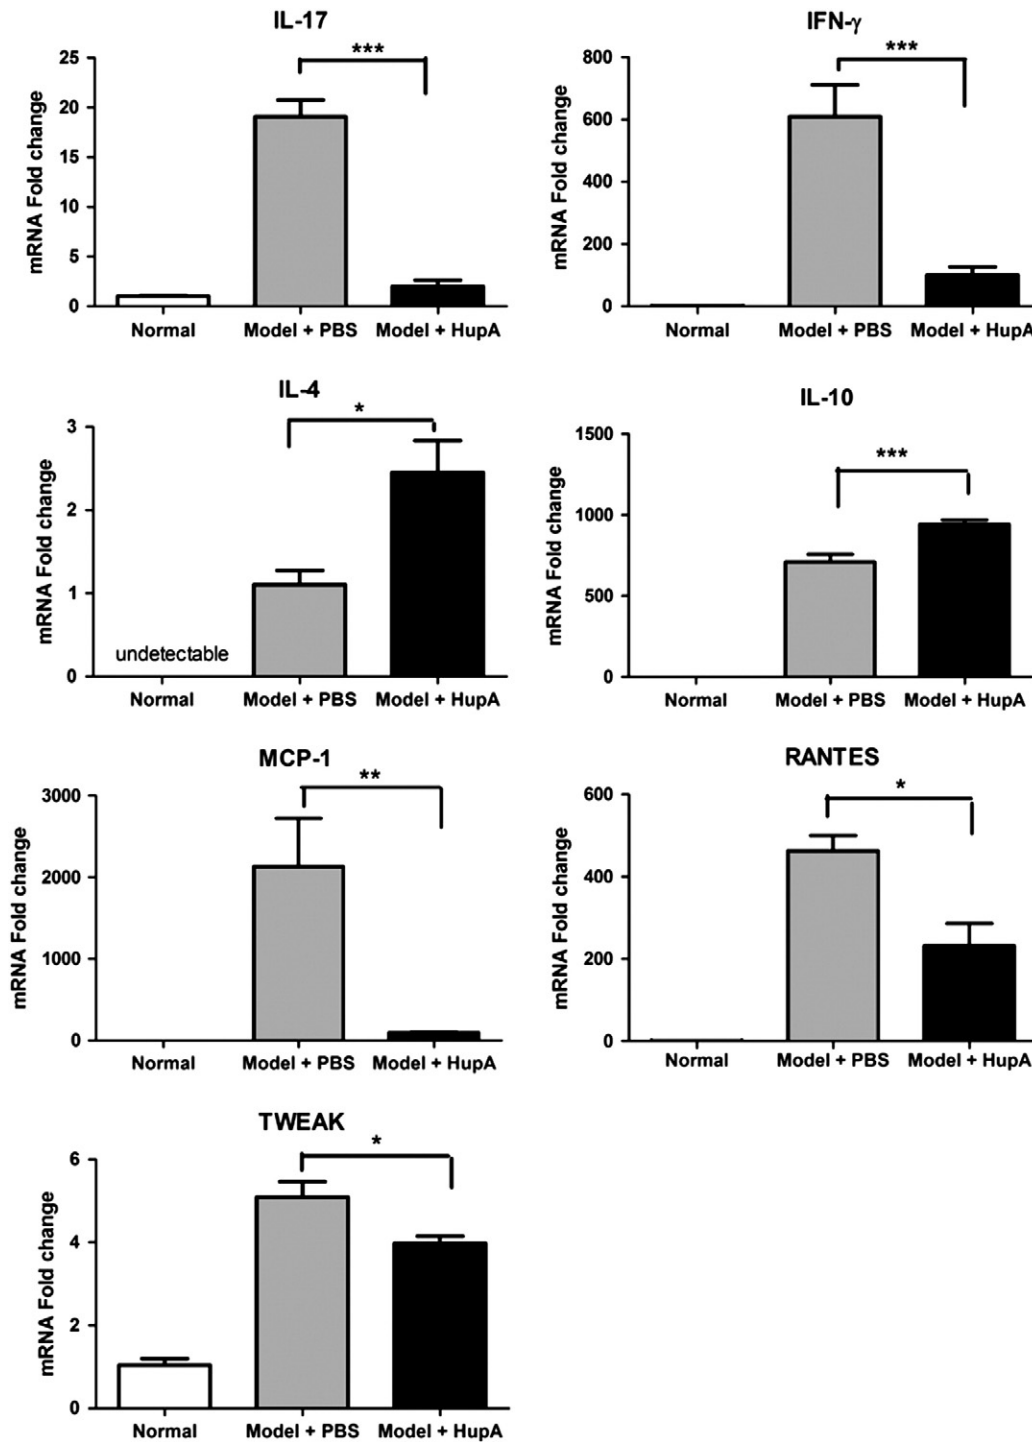 IL-17
***
mRNA Fold change
25
20
15
10
5
0
Normal
Model + PBS
Model + HupA
IFN-γ
***
mRNA Fold change
800
600
400
200
0
Normal
Model + PBS
Model + HupA
IL-4
*
mRNA Fold change
3
2
1
0
undetectable
Normal
Model + PBS
Model + HupA
IL-10
***
mRNA Fold change
1500
1000
500
0
Normal
Model + PBS
Model + HupA
MCP-1
**
mRNA Fold change
3000
2000
1000
0
Normal
Model + PBS
Model + HupA
RANTES
*
mRNA Fold change
600
400
200
0
Normal
Model + PBS
Model + HupA
TWEAK
*
mRNA Fold change
6
4
2
0
Normal
Model + PBS
Model + HupA